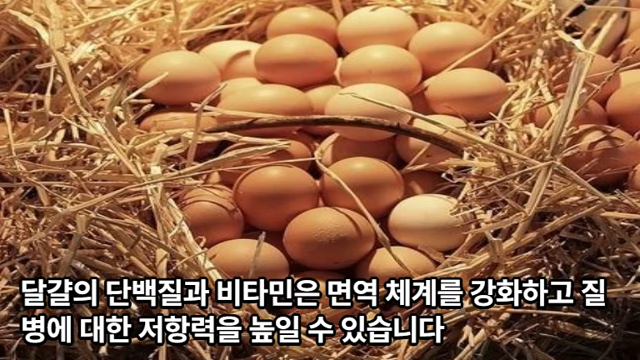 달걀의 단백질과 비타민은 면역 체계를 강화하고 질
병에 대한 저항력을 높일 수 있습니다